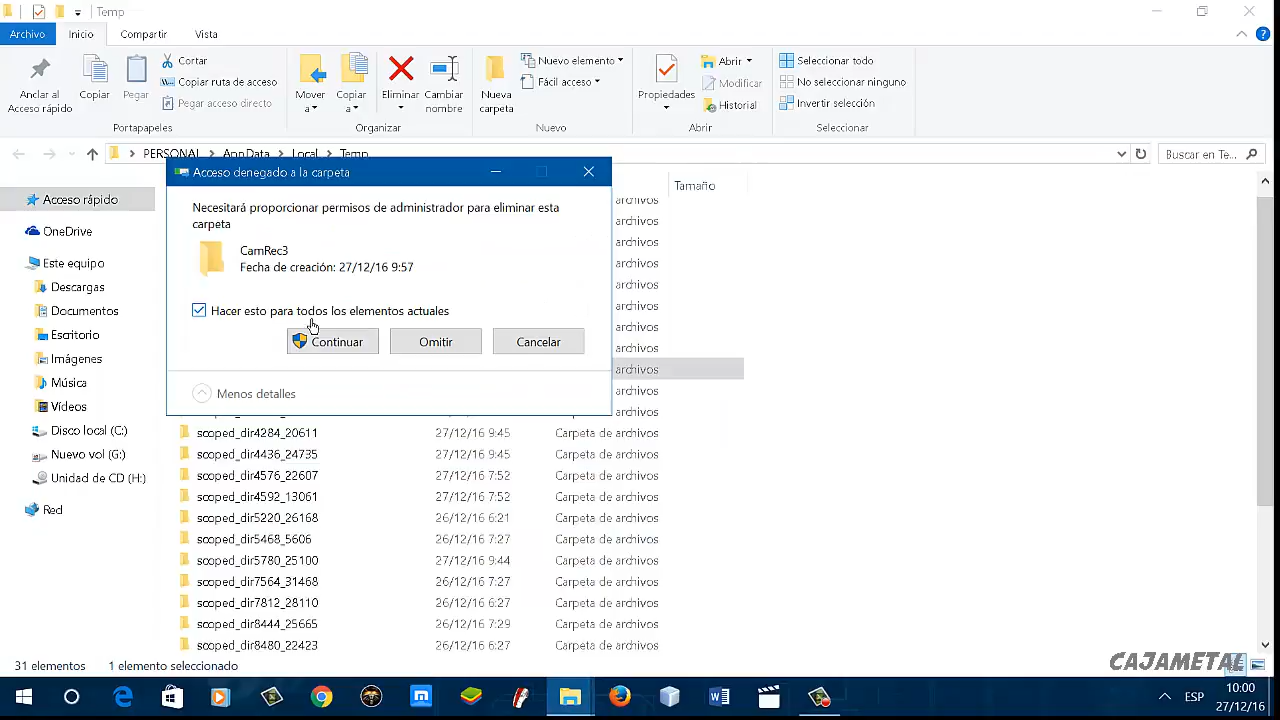 Temp
Archivo Inicio Compartir Vista
Anclar al Acceso rápido
Copiar
Pegar
Cortar
Copiar ruta de acceso
Pegar acceso directo
Mover a
Copiar a
Eliminar
Cambiar nombre
Nueva carpeta
Nuevo elemento
Fácil acceso
Propiedades
Abrir
Modificar
Historial
Seleccionar todo
No seleccionar ninguno
Invertir selección
Portapapeles Organizar Nuevo Abrir Seleccionar
PERSONAL AppData Local Temp
Buscar en Te...
Acceso rápido
OneDrive
Este equipo
Descargas
Documentos
Escritorio
Imágenes
Música
Vídeos
Disco local (C:)
Nuevo vol (G:)
Unidad de CD (H:)
Red
Acceso denegado a la carpeta
Necesitará proporcionar permisos de administrador para eliminar esta
carpeta
CamRec3
Fecha de creación: 27/12/16 9:57
Hacer esto para todos los elementos actuales
Continuar Omitir Cancelar
Menos detalles
Tamaño
archivos
archivos
archivos
archivos
archivos
archivos
archivos
archivos
archivos
archivos
archivos
scoped_dir4284_20611 27/12/16 9:45 Carpeta de archivos
scoped_dir4436_24735 27/12/16 9:45 Carpeta de archivos
scoped_dir4576_22607 27/12/16 7:52 Carpeta de archivos
scoped_dir4592_13061 27/12/16 7:52 Carpeta de archivos
scoped_dir5220_26168 26/12/16 6:21 Carpeta de archivos
scoped_dir5468_5606 26/12/16 7:27 Carpeta de archivos
scoped_dir5780_25100 27/12/16 9:44 Carpeta de archivos
scoped_dir7564_31468 26/12/16 7:27 Carpeta de archivos
scoped_dir7812_28110 26/12/16 6:27 Carpeta de archivos
scoped_dir8444_25665 26/12/16 7:29 Carpeta de archivos
scoped_dir8480_22423 26/12/16 6:27 Carpeta de archivos
31 elementos 1 elemento seleccionado
CAJAMETAL
ESP
10:00
27/12/16